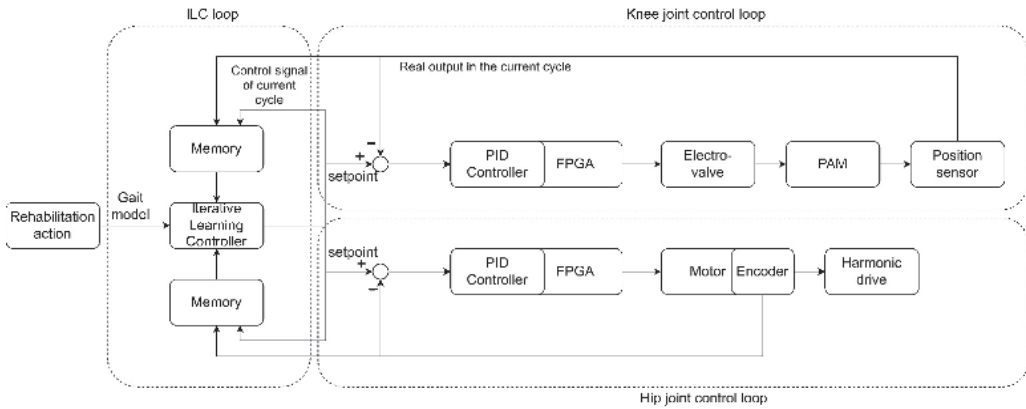 ILC loop
Knee joint control loop
Control signal
of current
cycle
Real output in the current cycle
Memory
−
+
setpoint
PID
Controller
FPGA
Electro-
valve
PAM
Position
sensor
Rehabilitation
action
Gait
model
Iterative
Learning
Controller
setpoint
+
−
PID
Controller
FPGA
Motor
Encoder
Harmonic
drive
Memory
Hip joint control loop